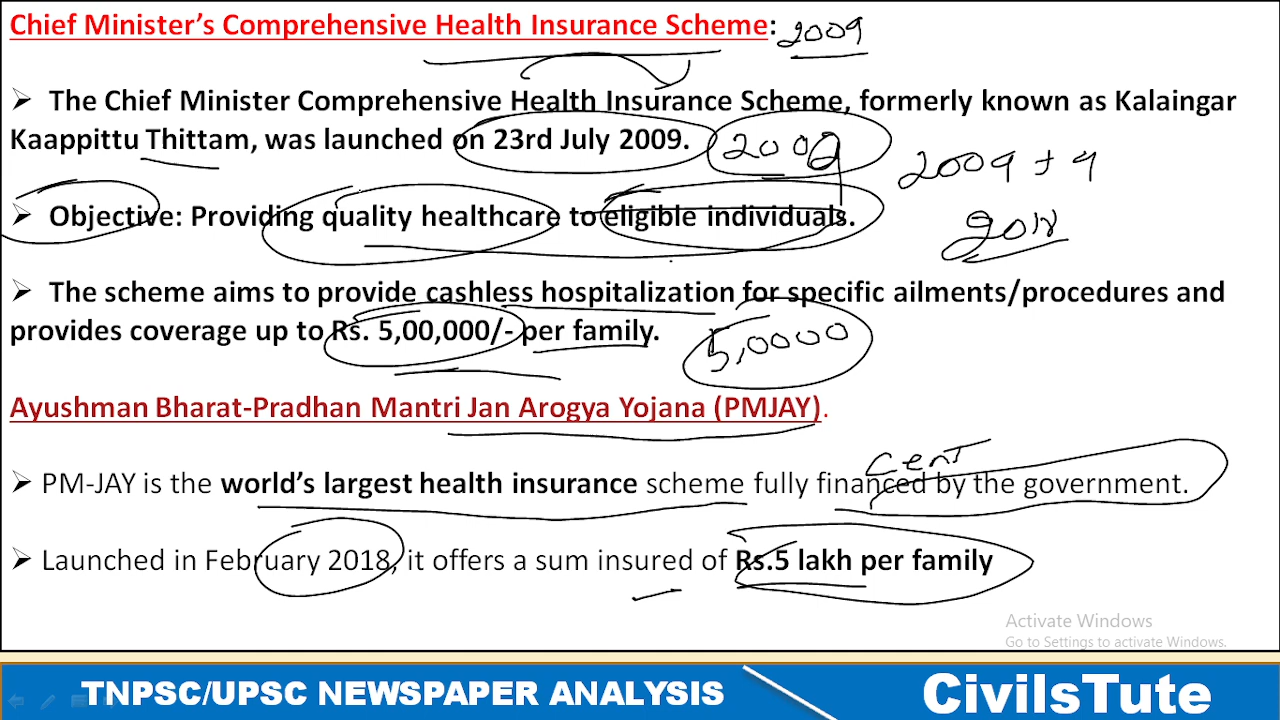 Chief Minister's Comprehensive Health Insurance Scheme: 2009
➢ The Chief Minister Comprehensive Health Insurance Scheme, formerly known as Kalaingar
Kaappittu Thittam, was launched on 23rd July 2009. 2009
2009 + 9
➢ Objective: Providing quality healthcare to eligible individuals.
2018
➢ The scheme aims to provide cashless hospitalization for specific ailments/procedures and
provides coverage up to Rs. 5,00,000/- per family. 5,0000
Ayushman Bharat-Pradhan Mantri Jan Arogya Yojana (PMJAY).
cent
➢ PM-JAY is the world's largest health insurance scheme fully financed by the government.
➢ Launched in February 2018, it offers a sum insured of Rs.5 lakh per family
Activate Windows
Go to Settings to activate Windows.
TNPSC/UPSC NEWSPAPER ANALYSIS CivilsTute